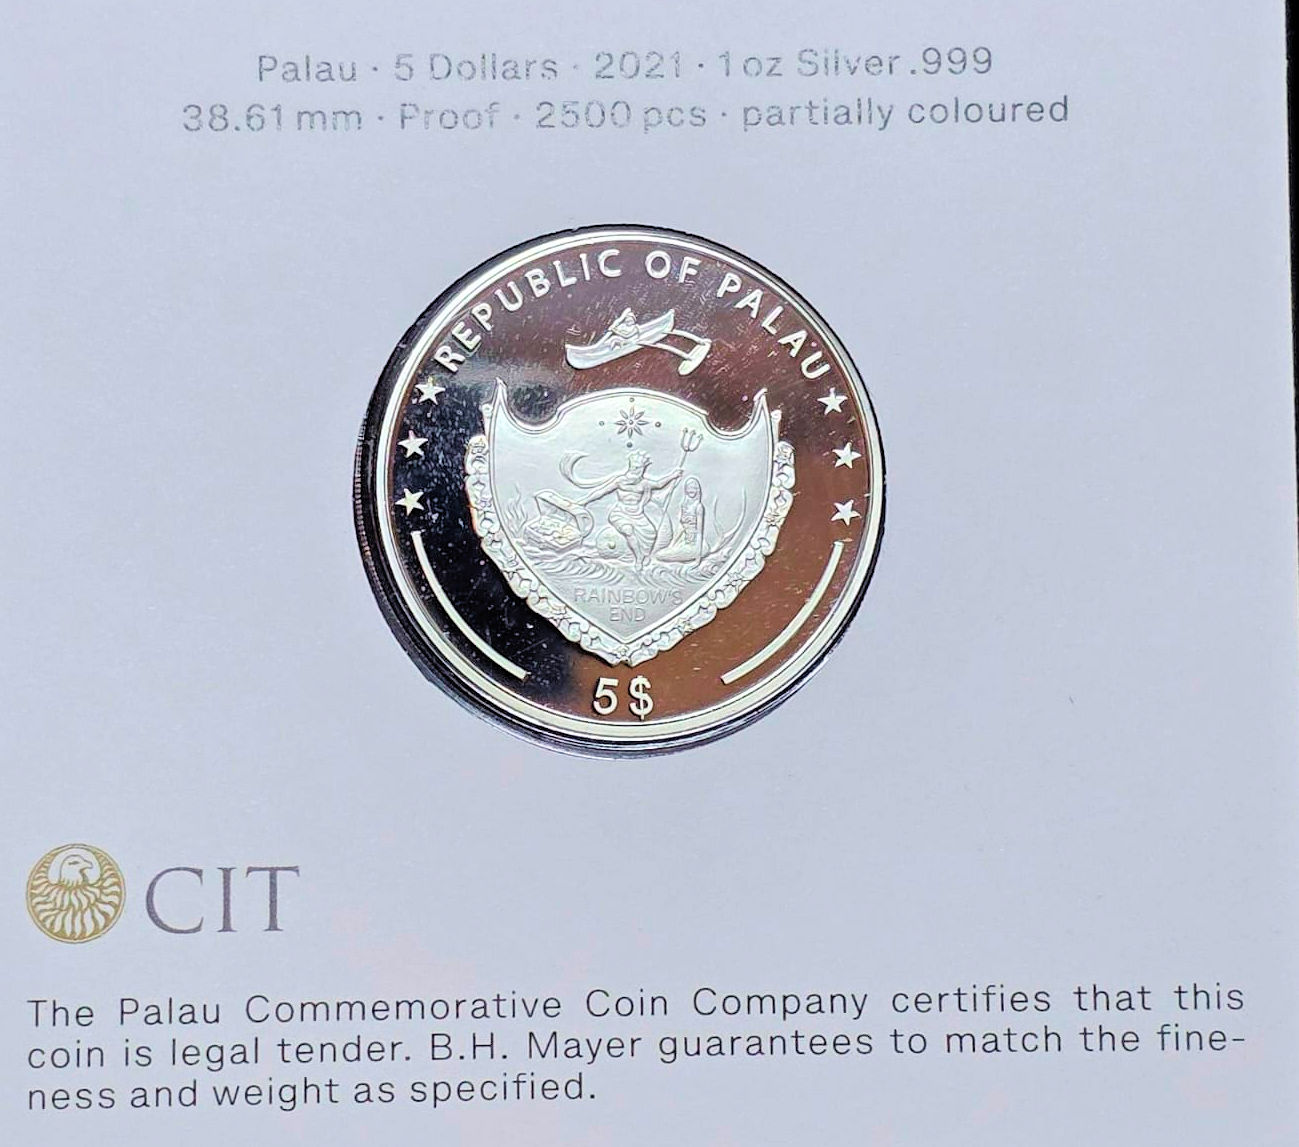 Palau · 5 Dollars · 2021 · 1 oz Silver .999
38.61 mm · Proof · 2500 pcs · partially coloured
REPUBLIC OF PALAU
RAINBOW'S
END
5$
CIT
The Palau Commemorative Coin Company certifies that this
coin is legal tender. B.H. Mayer guarantees to match the fine-
ness and weight as specified.